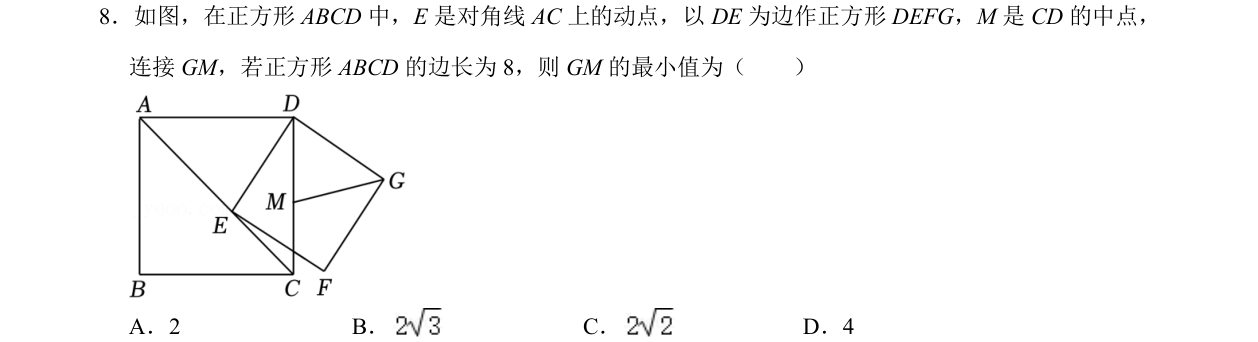 8．如图，在正方形 ABCD 中，E 是对角线 AC 上的动点，以 DE 为边作正方形 DEFG，M 是 CD 的中点，
连接 GM，若正方形 ABCD 的边长为 8，则 GM 的最小值为（　　）
A
D
G
M
E
B
C
F
A．2 B．2√3 C．2√2 D．4